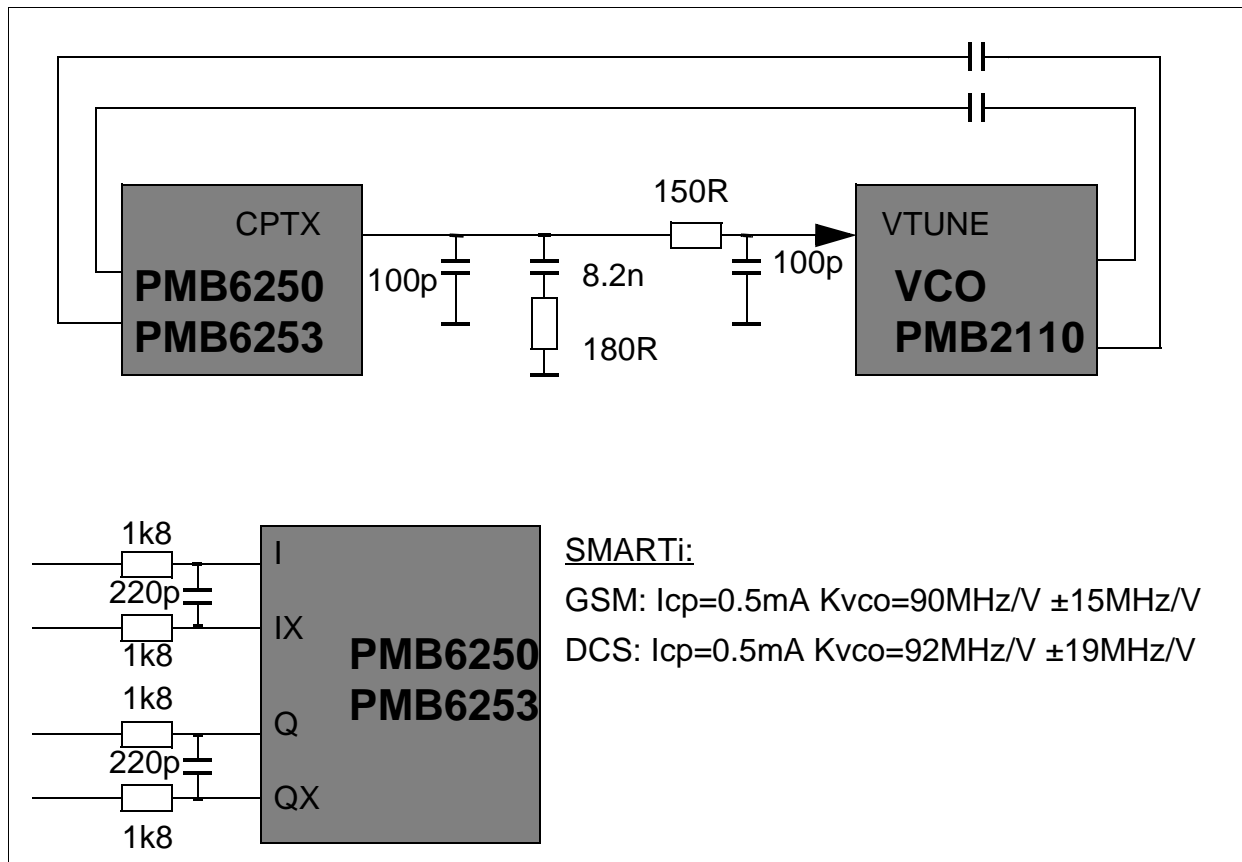 150R
CPTX
VTUNE
100p
8.2n
100p
PMB6250
PMB6253
VCO
PMB2110
180R
1k8
I
220p
IX
1k8
PMB6250
PMB6253
1k8
Q
220p
QX
1k8
SMARTi:
GSM: Icp=0.5mA Kvco=90MHz/V ±15MHz/V
DCS: Icp=0.5mA Kvco=92MHz/V ±19MHz/V